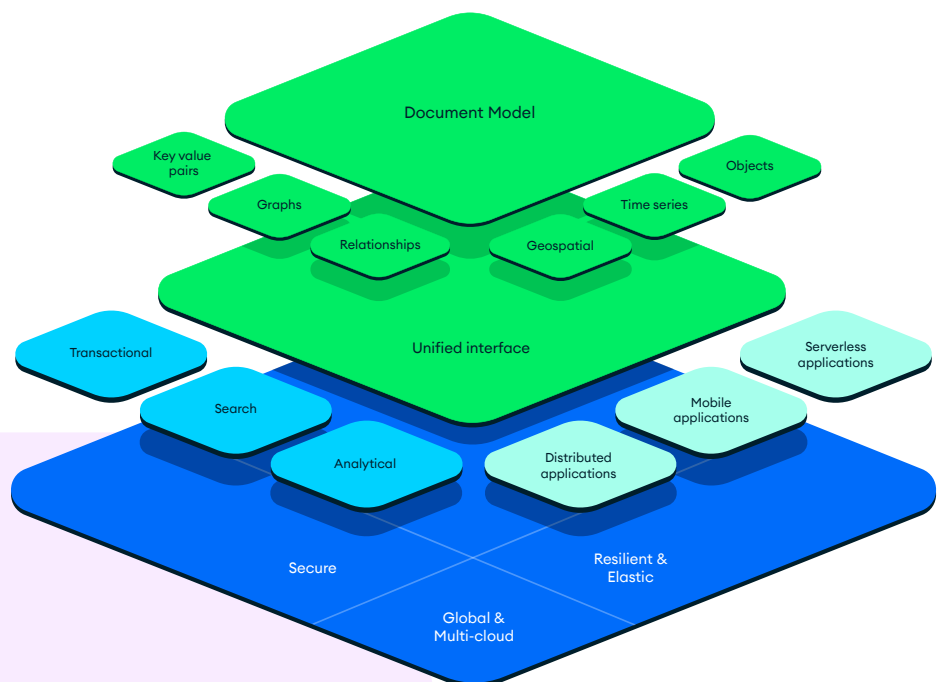 Document Model
Key value
pairs
Objects
Graphs
Time series
Relationships
Geospatial
Unified interface
Transactional
Serverless
applications
Search
Mobile
applications
Analytical
Distributed
applications
Secure
Resilient &
Elastic
Global &
Multi-cloud